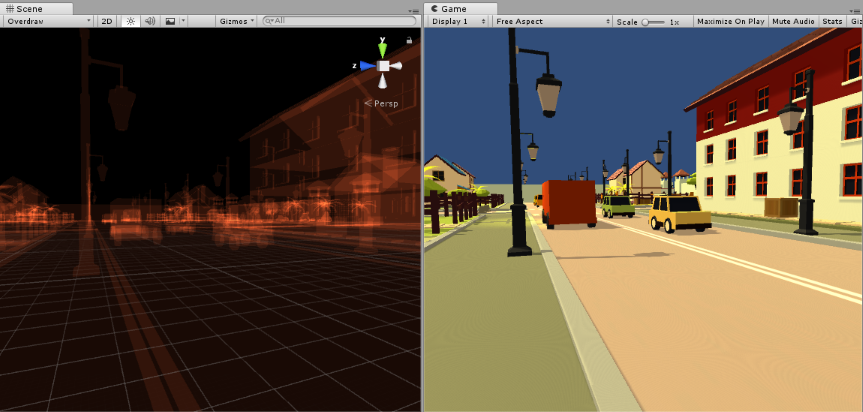 Scene
Overdraw 2D Gizmos All
y
z
Persp
Game
Display 1 Free Aspect Scale 1x Maximize On Play Mute Audio Stats